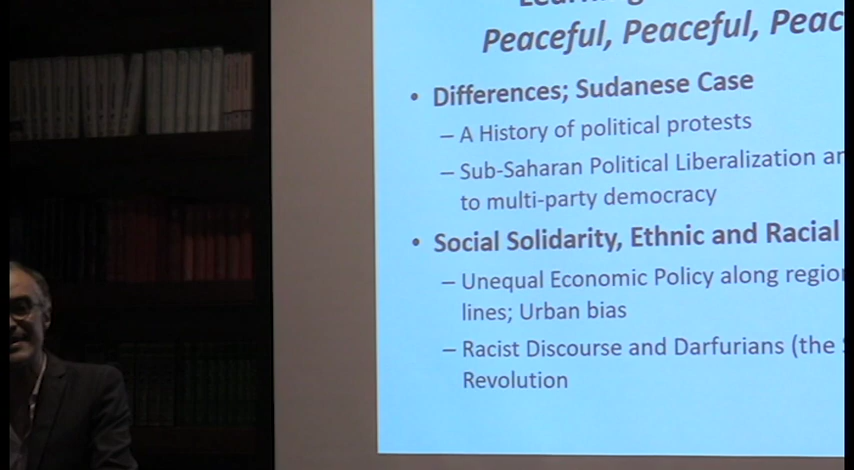 Peaceful, Peaceful, Peac
• Differences; Sudanese Case
– A History of political protests
– Sub-Saharan Political Liberalization an
to multi-party democracy
• Social Solidarity, Ethnic and Racial
– Unequal Economic Policy along regio
lines; Urban bias
– Racist Discourse and Darfurians (the
Revolution